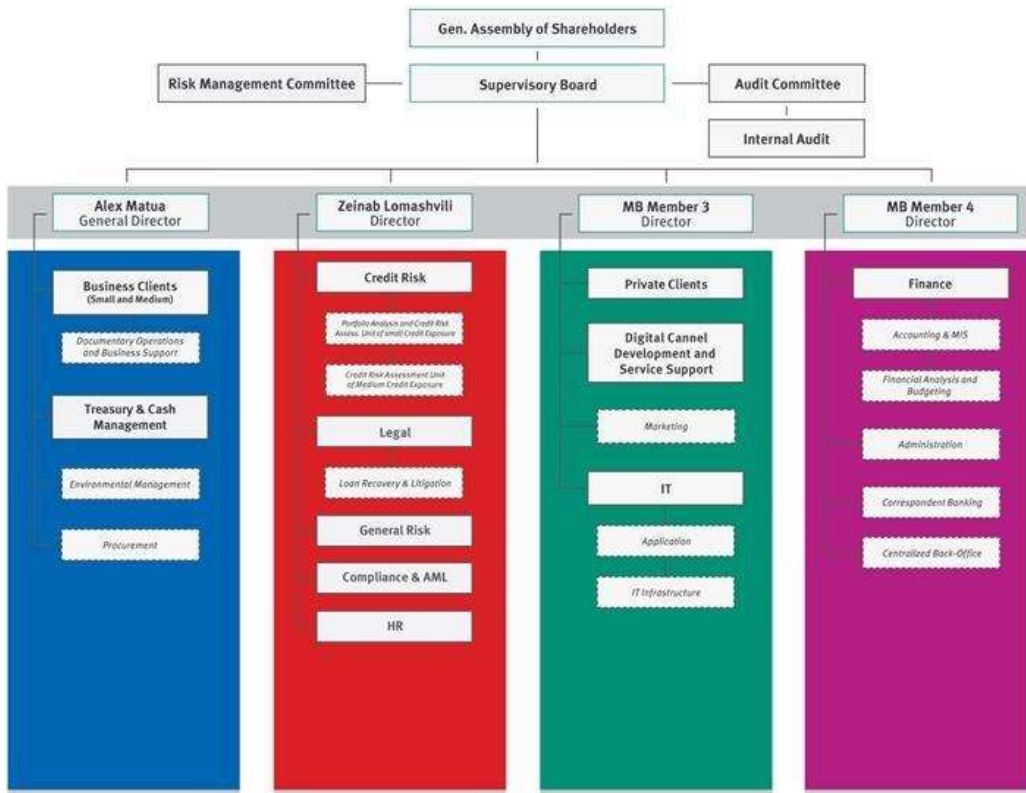 Gen. Assembly of Shareholders
Risk Management Committee
Supervisory Board
Audit Committee
Internal Audit
Alex Matua
General Director
Zeinab Lomashvili
Director
MB Member 3
Director
MB Member 4
Director
Business Clients
(Small and Medium)
Documentary Operations
and Business Support
Treasury & Cash
Management
Environmental Management
Procurement
Credit Risk
Portfolio Analysis and Credit Risk
Assess. Unit of small Credit Exposure
Credit Risk Assessment Unit
of Medium Credit Exposure
Legal
Loan Recovery & Litigation
General Risk
Compliance & AML
HR
Private Clients
Digital Cannel
Development and
Service Support
Marketing
IT
Application
IT Infrastructure
Finance
Accounting & MIS
Financial Analysis and
Budgeting
Administration
Correspondent Banking
Centralized Back-Office